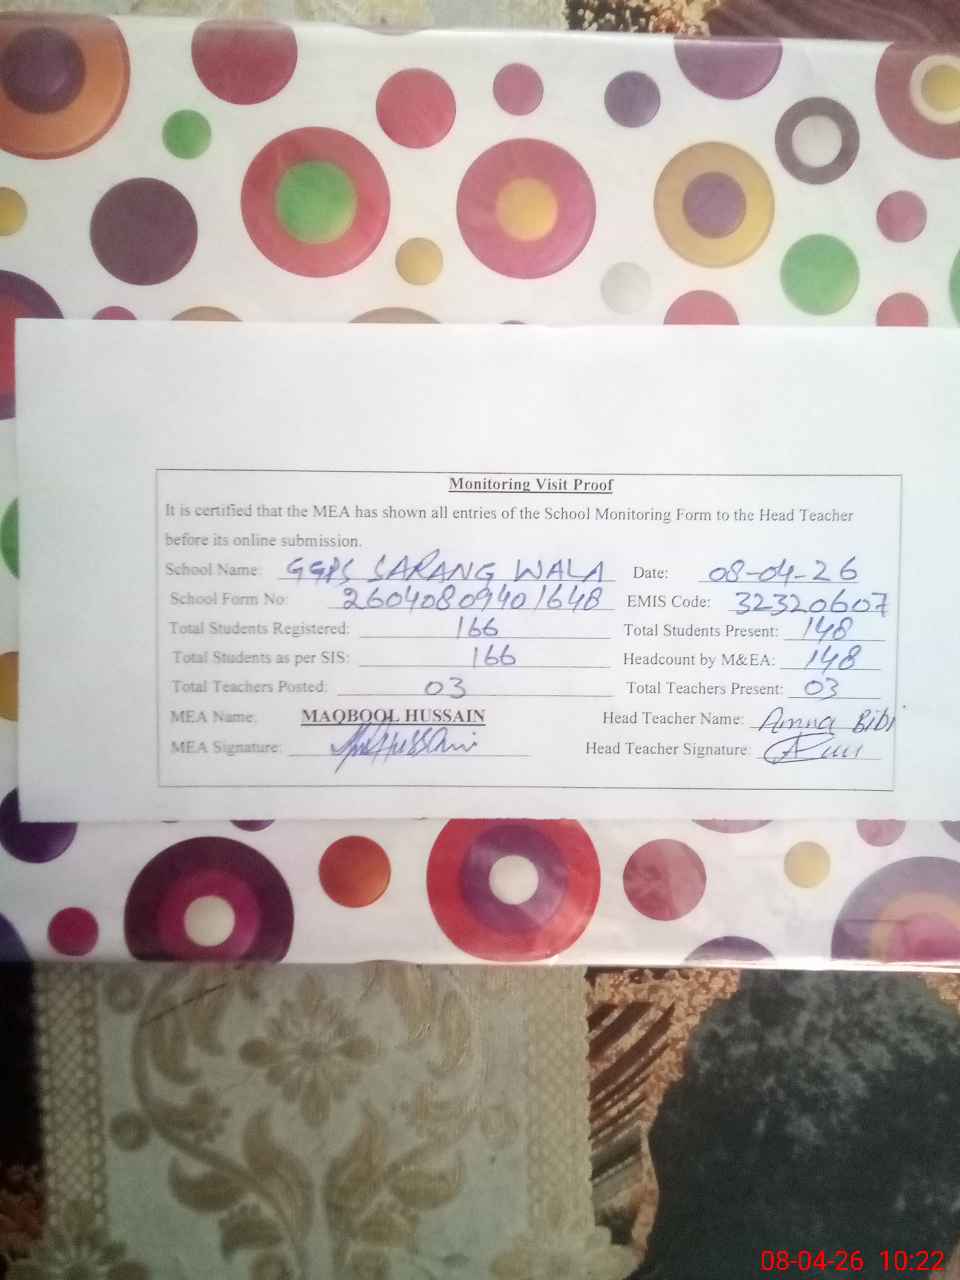 Monitoring Visit Proof
It is certified that the MEA has shown all entries of the School Monitoring Form to the Head Teacher
before its online submission.
School Name: GGPS SARANG WALA Date: 08-04-26
School Form No: 26040809401648 EMIS Code: 32320607
Total Students Registered: 166 Total Students Present: 148
Total Students as per SIS: 166 Headcount by M&EA: 148
Total Teachers Posted: 03 Total Teachers Present: 03
MEA Name: MAQBOOL HUSSAIN Head Teacher Name: Amna Bibi
MEA Signature: Head Teacher Signature:
08-04-26 10:22